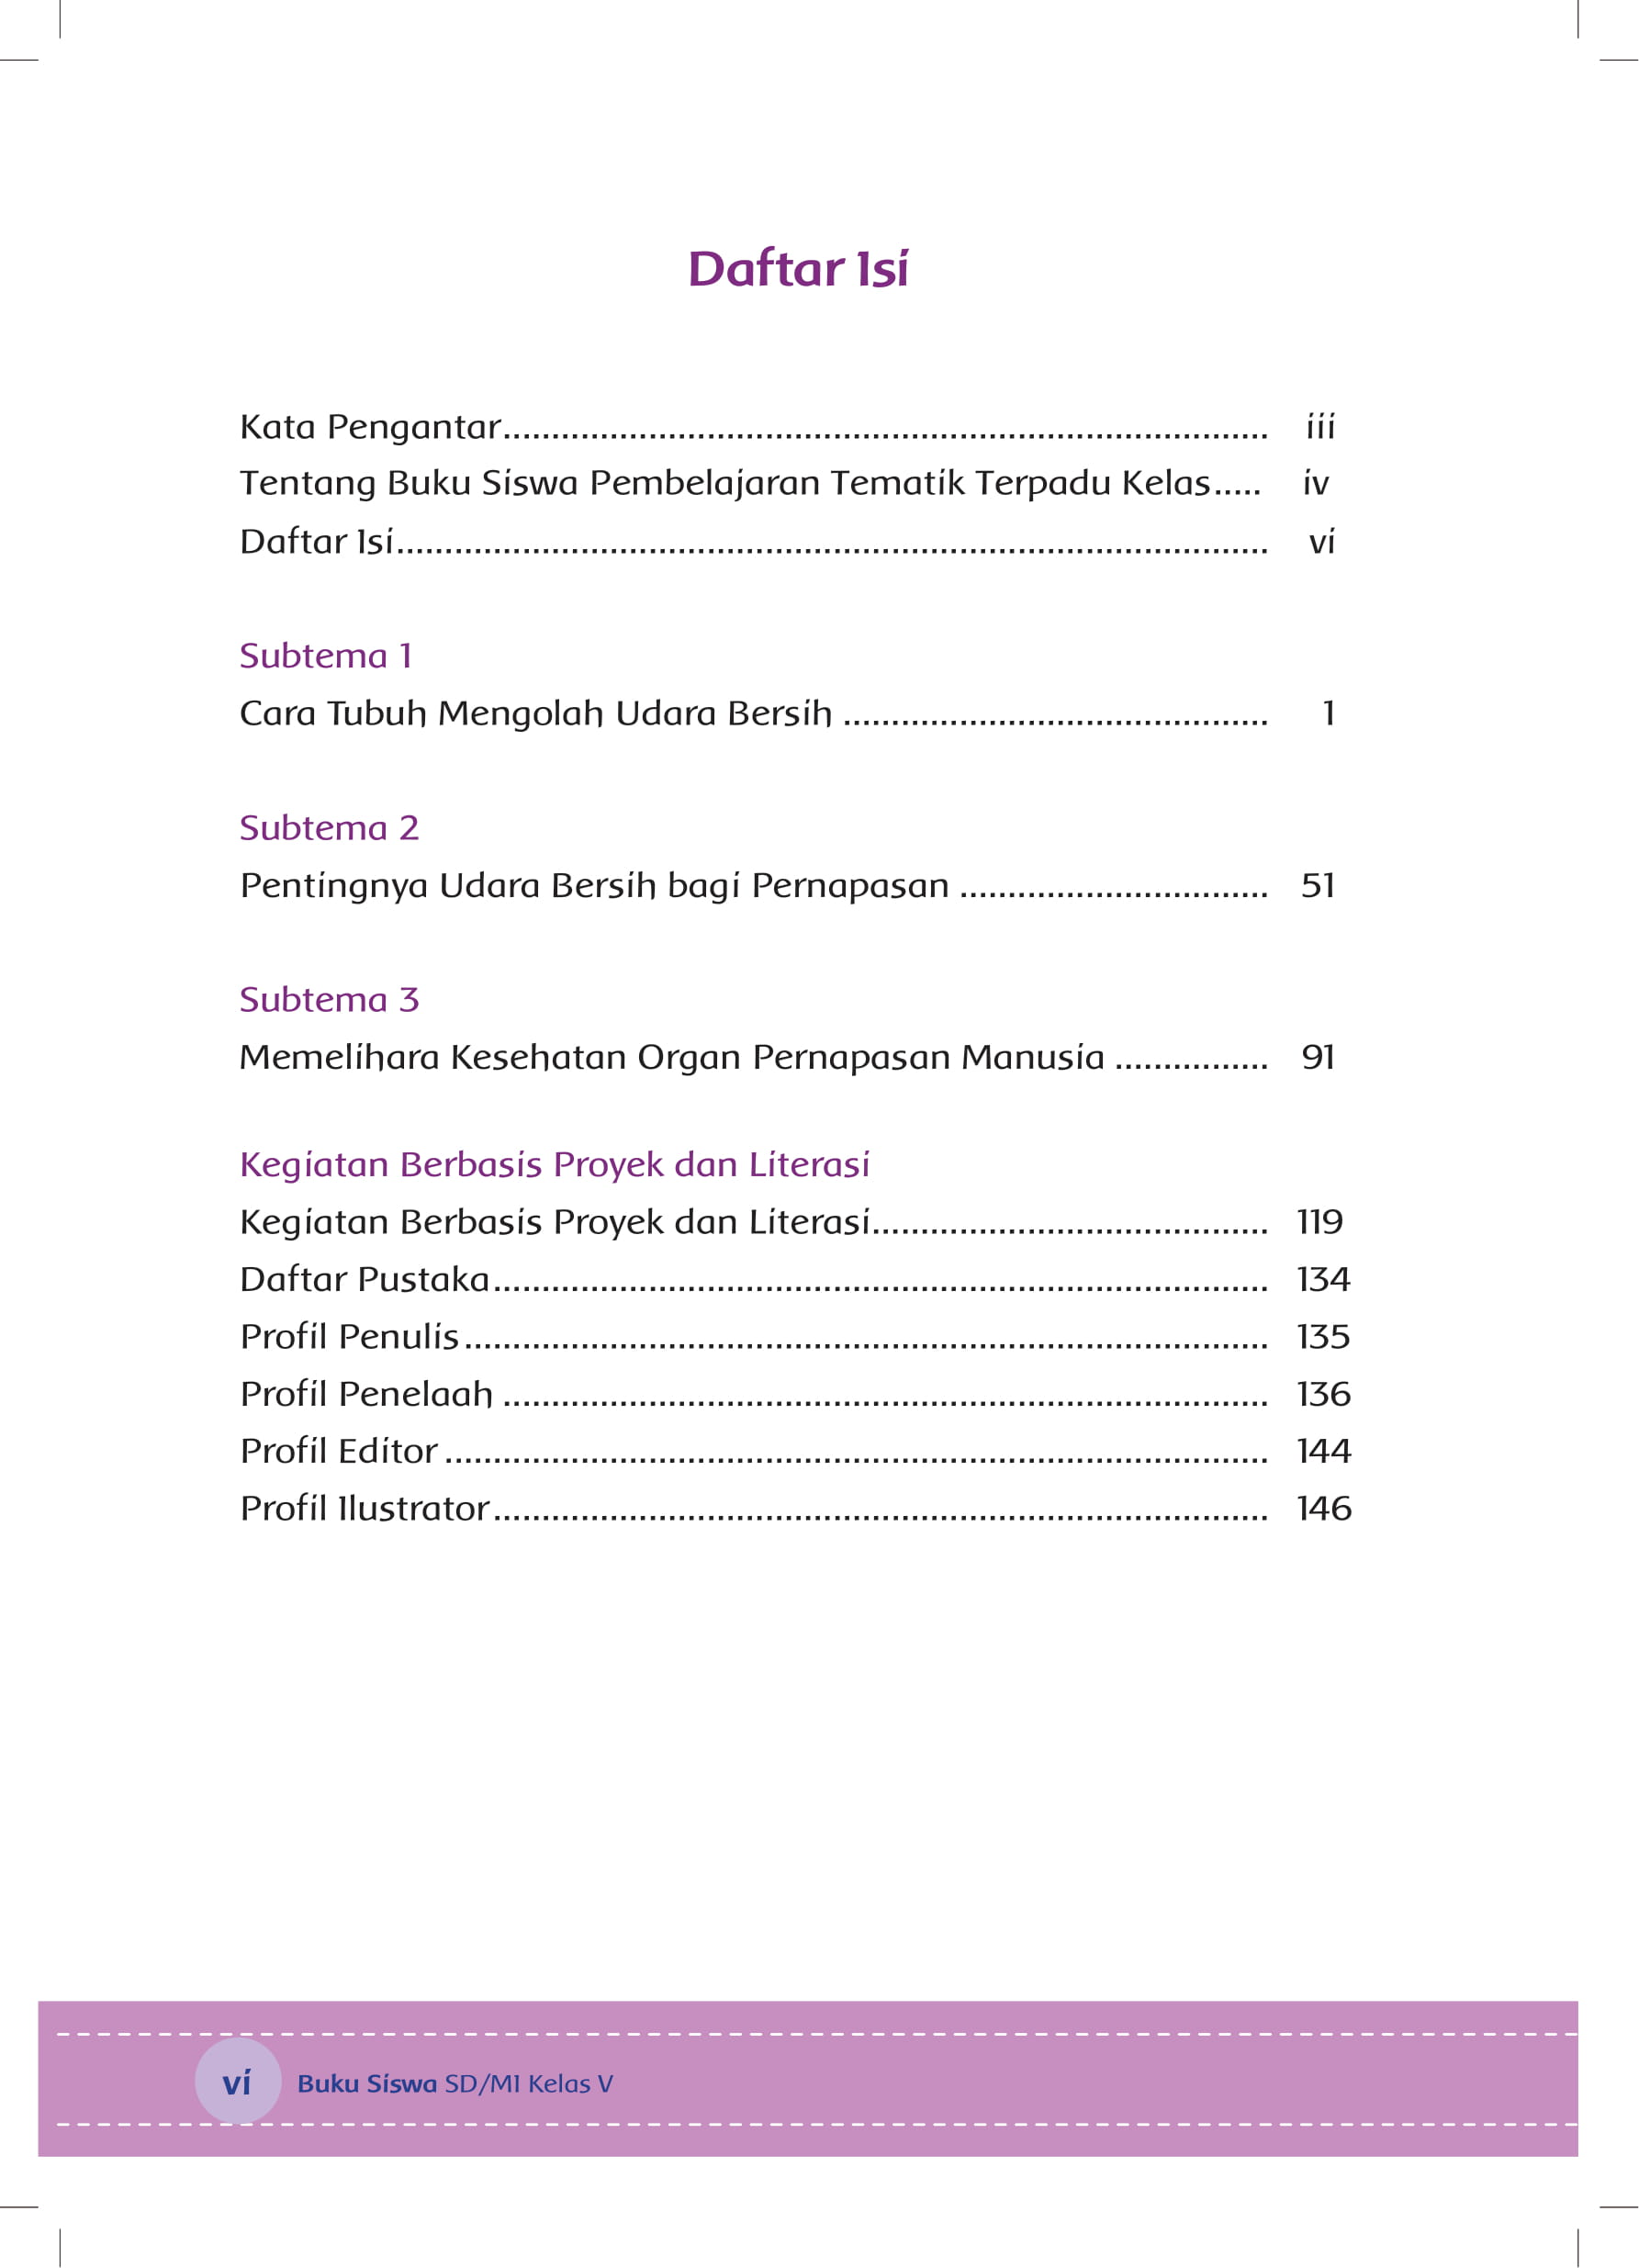 Daftar Isi
Kata Pengantar............................................................................... iii
Tentang Buku Siswa Pembelajaran Tematik Terpadu Kelas..... iv
Daftar Isi.......................................................................................... vi
Subtema 1
Cara Tubuh Mengolah Udara Bersih ............................................ 1
Subtema 2
Pentingnya Udara Bersih bagi Pernapasan ................................ 51
Subtema 3
Memelihara Kesehatan Organ Pernapasan Manusia ................ 91
Kegiatan Berbasis Proyek dan Literasi
Kegiatan Berbasis Proyek dan Literasi......................................... 119
Daftar Pustaka................................................................................ 134
Profil Penulis ................................................................................... 135
Profil Penelaah ............................................................................... 136
Profil Editor ..................................................................................... 144
Profil Ilustrator................................................................................ 146
vi Buku Siswa SD/MI Kelas V